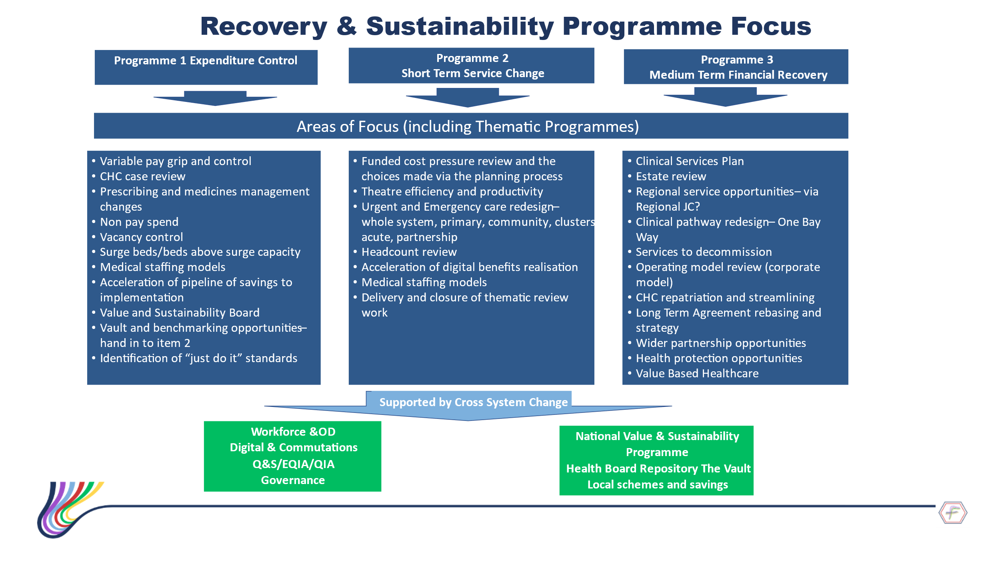 Recovery & Sustainability Programme Focus
Programme 1 Expenditure Control
Programme 2
Short Term Service Change
Programme 3
Medium Term Financial Recovery
Areas of Focus (including Thematic Programmes)
• Variable pay grip and control
• CHC case review
• Prescribing and medicines management
changes
• Non pay spend
• Vacancy control
• Surge beds/beds above surge capacity
• Medical staffing models
• Acceleration of pipeline of savings to
implementation
• Value and Sustainability Board
• Vault and benchmarking opportunities–
hand in to item 2
• Identification of “just do it” standards
• Funded cost pressure review and the
choices made via the planning process
• Theatre efficiency and productivity
• Urgent and Emergency care redesign–
whole system, primary, community, clusters
acute, partnership
• Headcount review
• Acceleration of digital benefits realisation
• Medical staffing models
• Delivery and closure of thematic review
work
• Clinical Services Plan
• Estate review
• Regional service opportunities– via
Regional JC?
• Clinical pathway redesign– One Bay
Way
• Services to decommission
• Operating model review (corporate
model)
• CHC repatriation and streamlining
• Long Term Agreement rebasing and
strategy
• Wider partnership opportunities
• Health protection opportunities
• Value Based Healthcare
Supported by Cross System Change
Workforce &OD
Digital & Commutations
Q&S/EQIA/QIA
Governance
National Value & Sustainability
Programme
Health Board Repository The Vault
Local schemes and savings